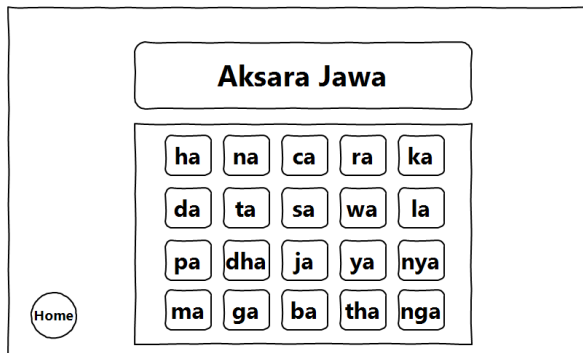 Aksara Jawa
ha na ca ra ka
da ta sa wa la
pa dha ja ya nya
ma ga ba tha nga
Home